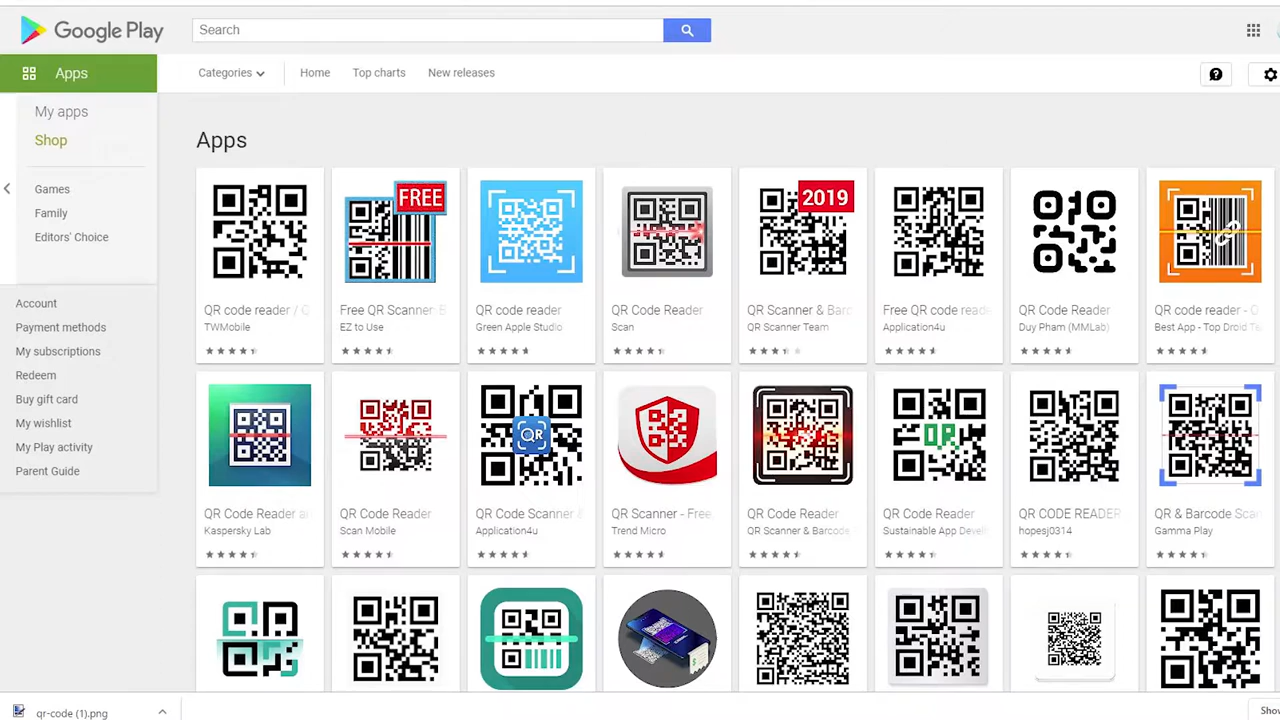 Google Play
Search
Apps
Categories
Home
Top charts
New releases
My apps
Shop
Games
Family
Editors' Choice
Account
Payment methods
My subscriptions
Redeem
Buy gift card
My wishlist
My Play activity
Parent Guide
Apps
FREE
2019
QR code reader /
TWMobile
Free QR Scanner:
EZ to Use
QR code reader
Green Apple Studio
QR Code Reader
Scan
QR Scanner & Barc
QR Scanner Team
Free QR code read
Application4u
QR Code Reader
Duy Pham (MMLab)
QR code reader -
Best App - Top Droid Te
QR
QR
QR Code Reader an
Kaspersky Lab
QR Code Reader
Scan Mobile
QR Code Scanner &
Application4u
QR Scanner - Free,
Trend Micro
QR Code Reader
QR Scanner & Barcode
QR Code Reader
Sustainable App Devel
QR CODE READER
hopesj0314
QR & Barcode Scan
Gamma Play
qr-code (1).png
Show